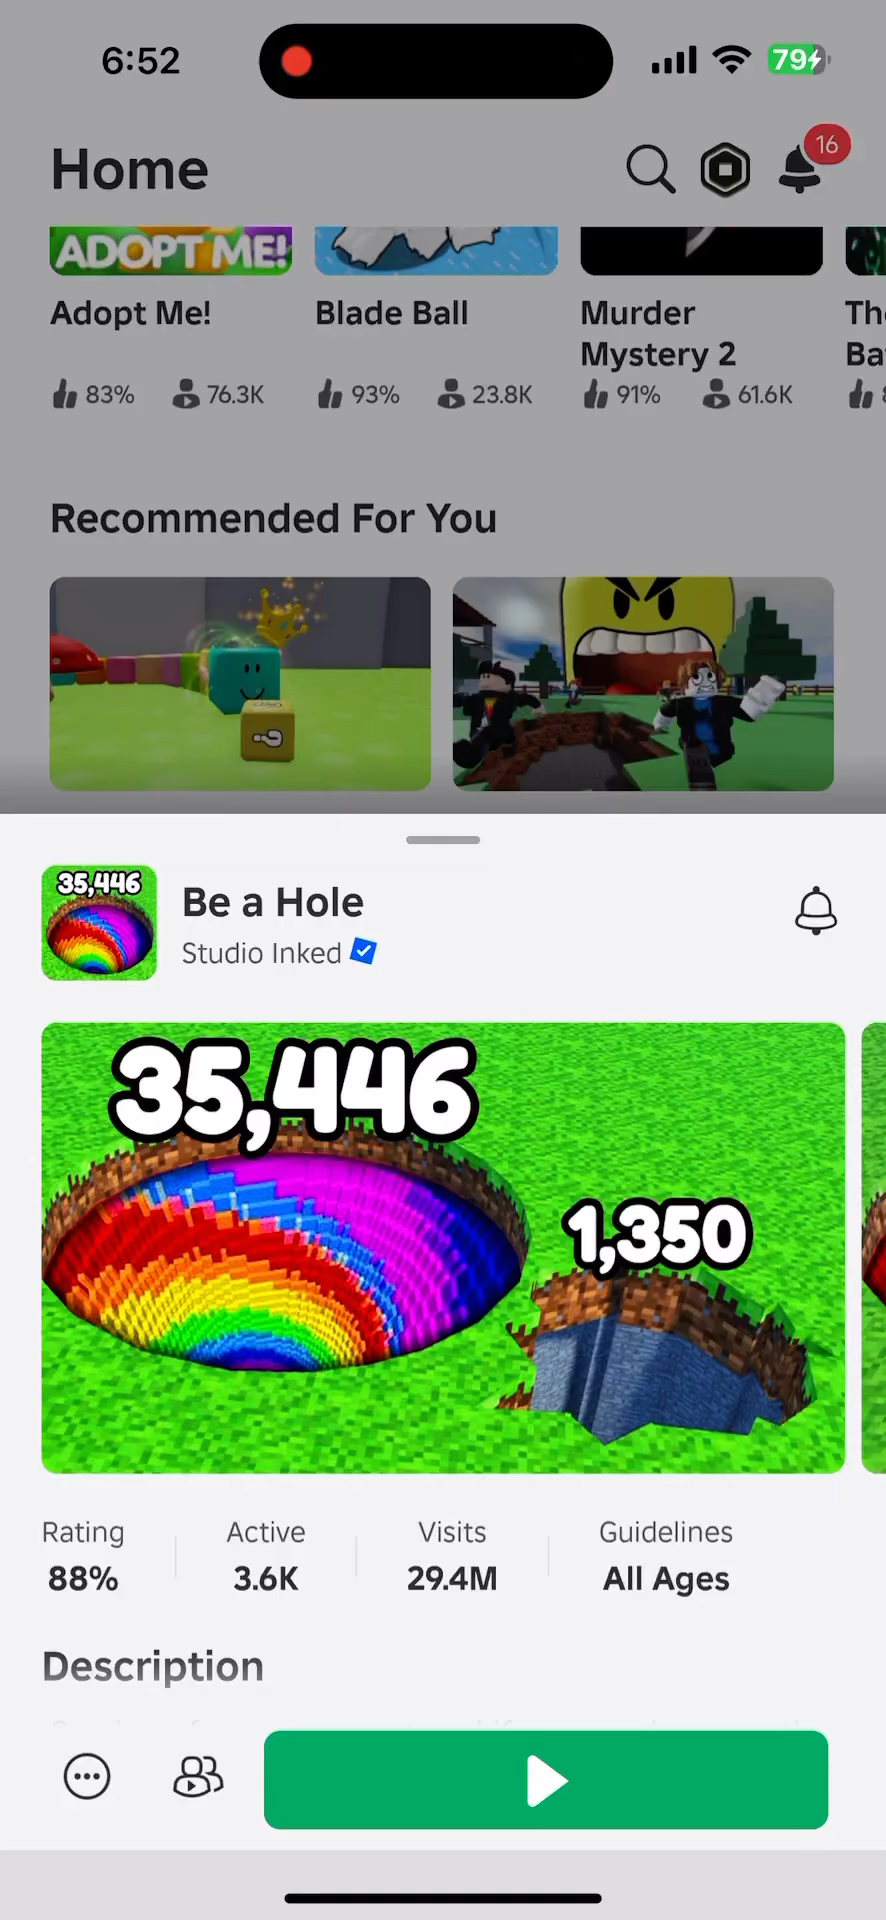 6:52
79
Home
16
ADOPT ME!
Adopt Me!
83% 76.3K
Blade Ball
93% 23.8K
Murder
Mystery 2
91% 61.6K
Recommended For You
35,446
Be a Hole
Studio Inked
35,446
1,350
Rating
88%
Active
3.6K
Visits
29.4M
Guidelines
All Ages
Description